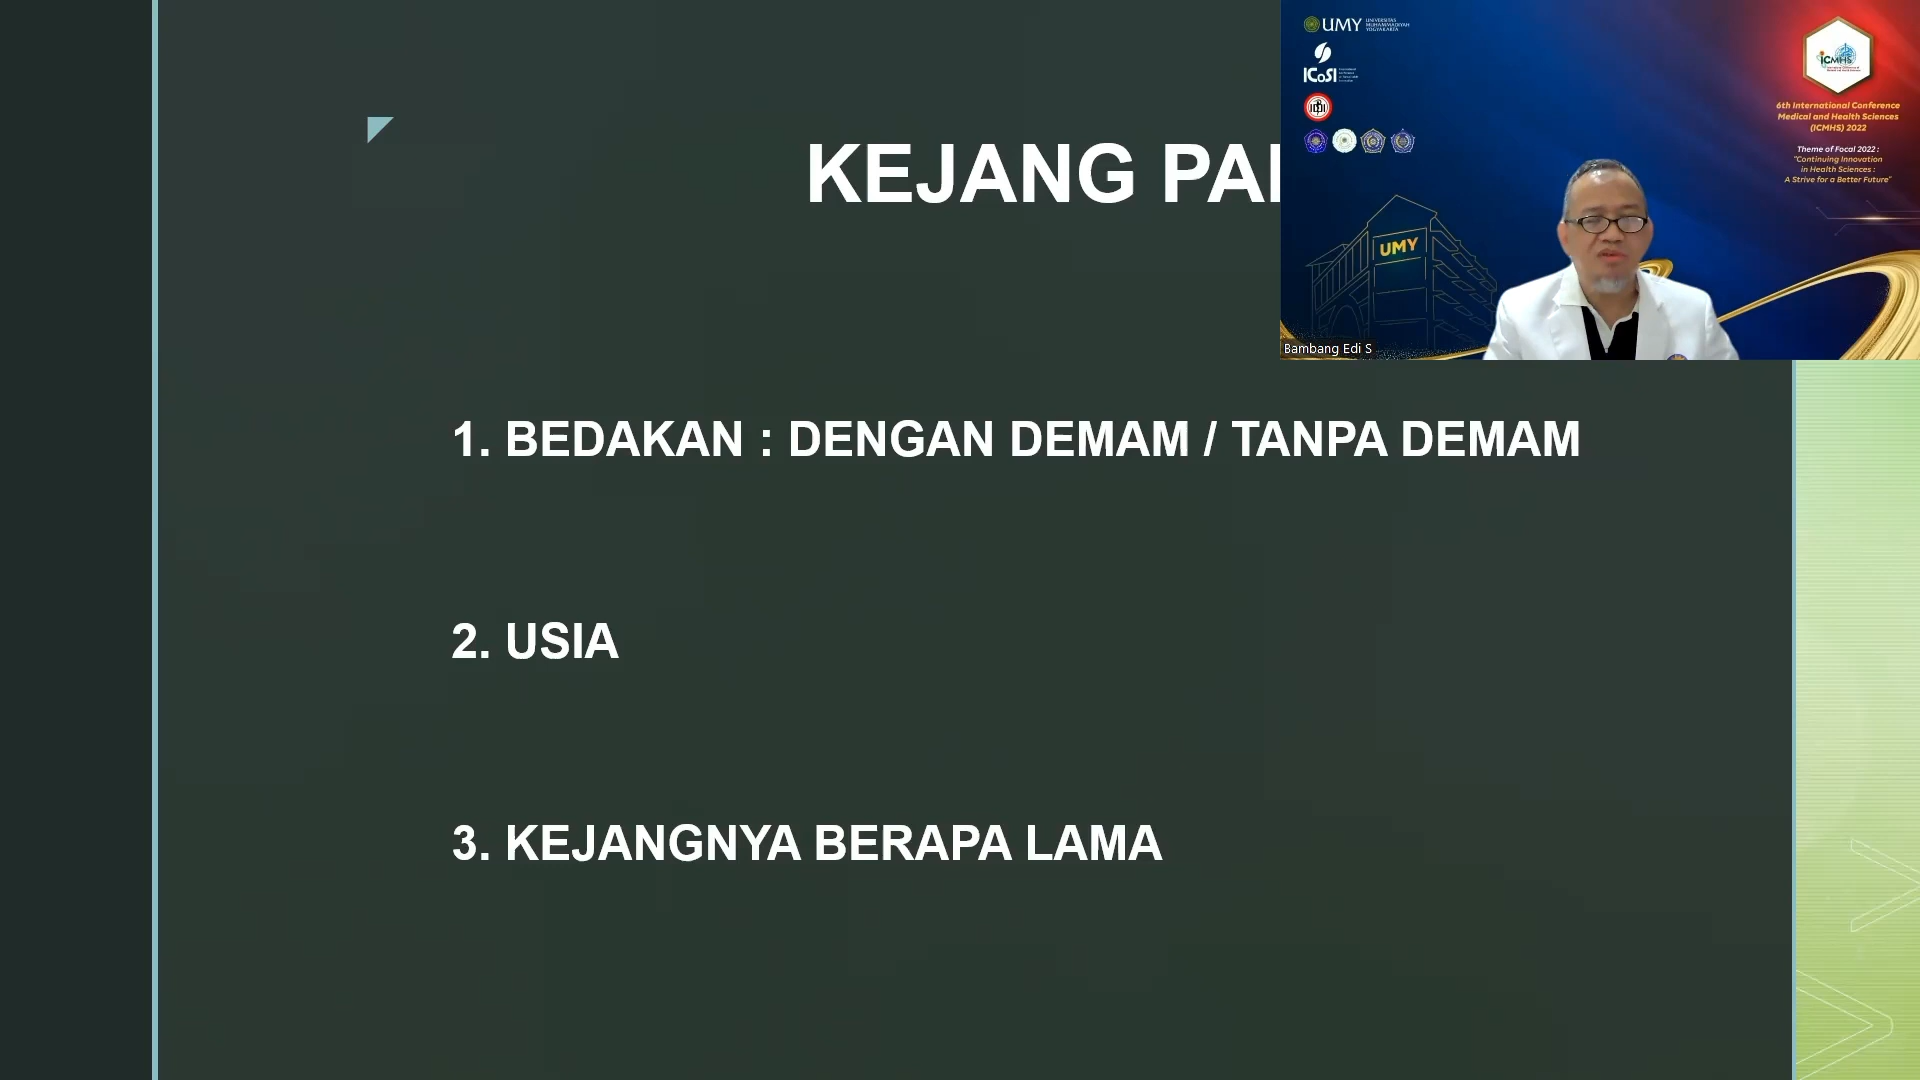 KEJANG PA
1. BEDAKAN : DENGAN DEMAM / TANPA DEMAM
2. USIA
3. KEJANGNYA BERAPA LAMA
UMY UNIVERSITAS
MUHAMMADIYAH
YOGYAKARTA
ICoSI
IDI
ICMHS
6th International Conference
Medical and Health Sciences
(ICMHS) 2022
Theme of Focal 2022 :
"Continuing Innovation
in Health Sciences :
A Strive for a Better Future"
UMY
Bambang Edi S